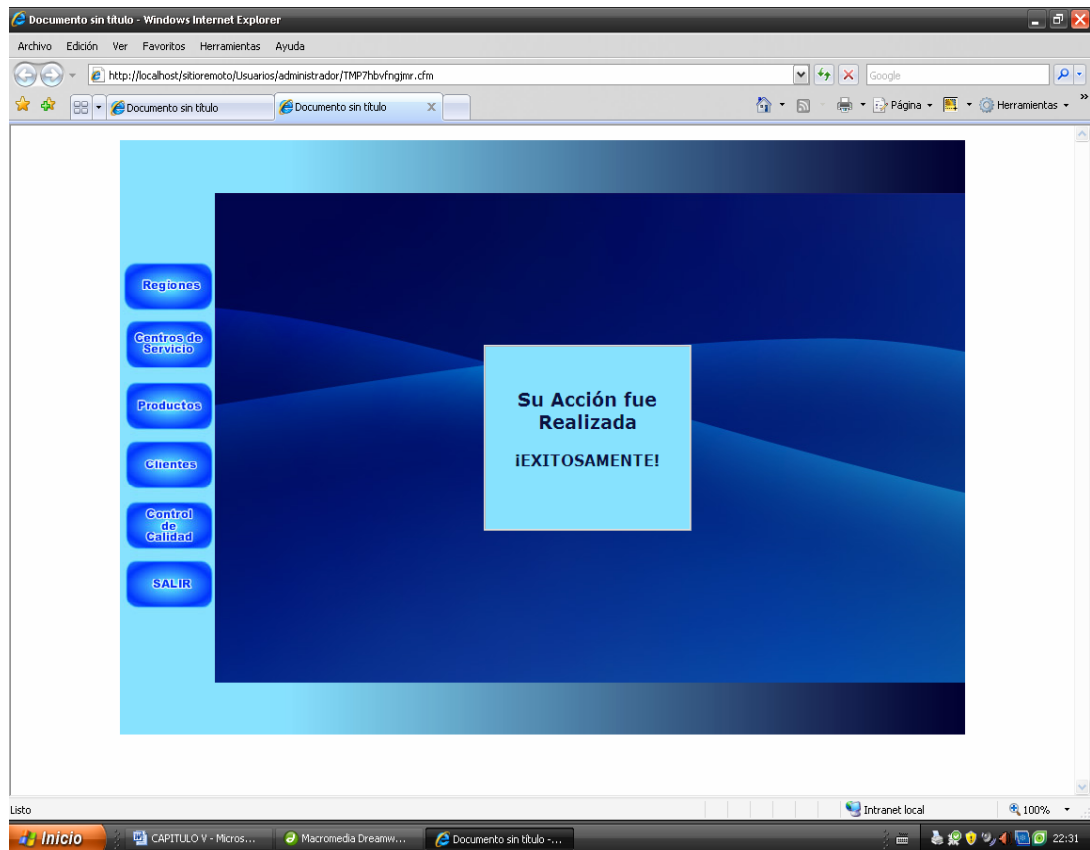 Documento sin título - Windows Internet Explorer
Archivo Edición Ver Favoritos Herramientas Ayuda
http://localhost/sitioremoto/Usuarios/administrador/TMP7hbvfngjmr.cfm
Google
Documento sin título
Documento sin título X
Página
Herramientas
Regiones
Centros de
Servicio
Productos
Clientes
Control
de
Calidad
SALIR
Su Acción fue
Realizada
¡EXITOSAMENTE!
Listo
Intranet local
100%
Inicio
CAPITULO V - Micros...
Macromedia Dreamw...
Documento sin título -...
22:31